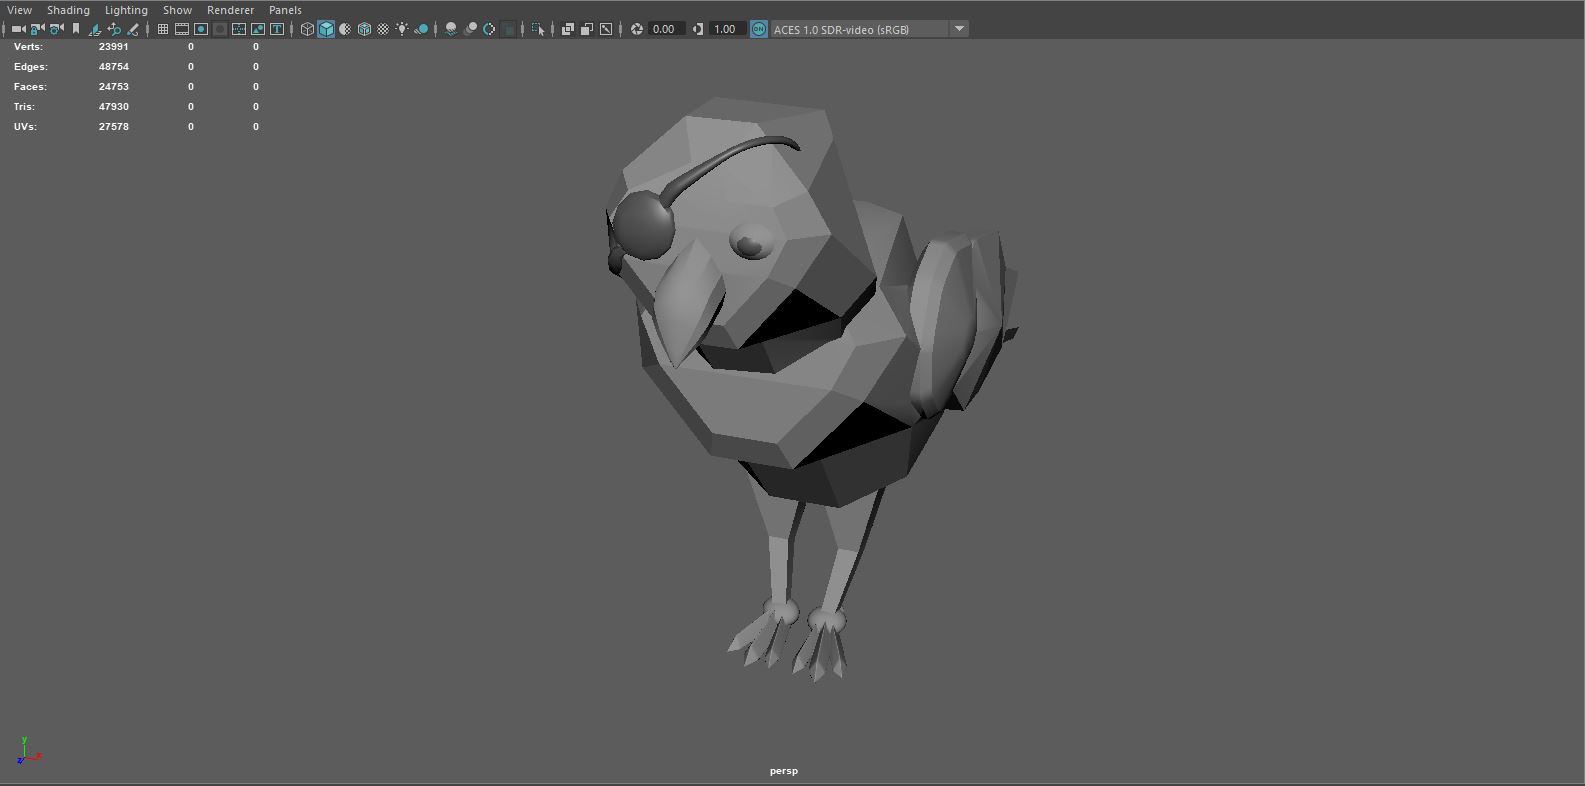 View Shading Lighting Show Renderer Panels
0.00 1.00 ON ACES 1.0 SDR-video (sRGB)
Verts: 23991 0 0
Edges: 48754 0 0
Faces: 24753 0 0
Tris: 47930 0 0
UVs: 27578 0 0
y
z x
persp